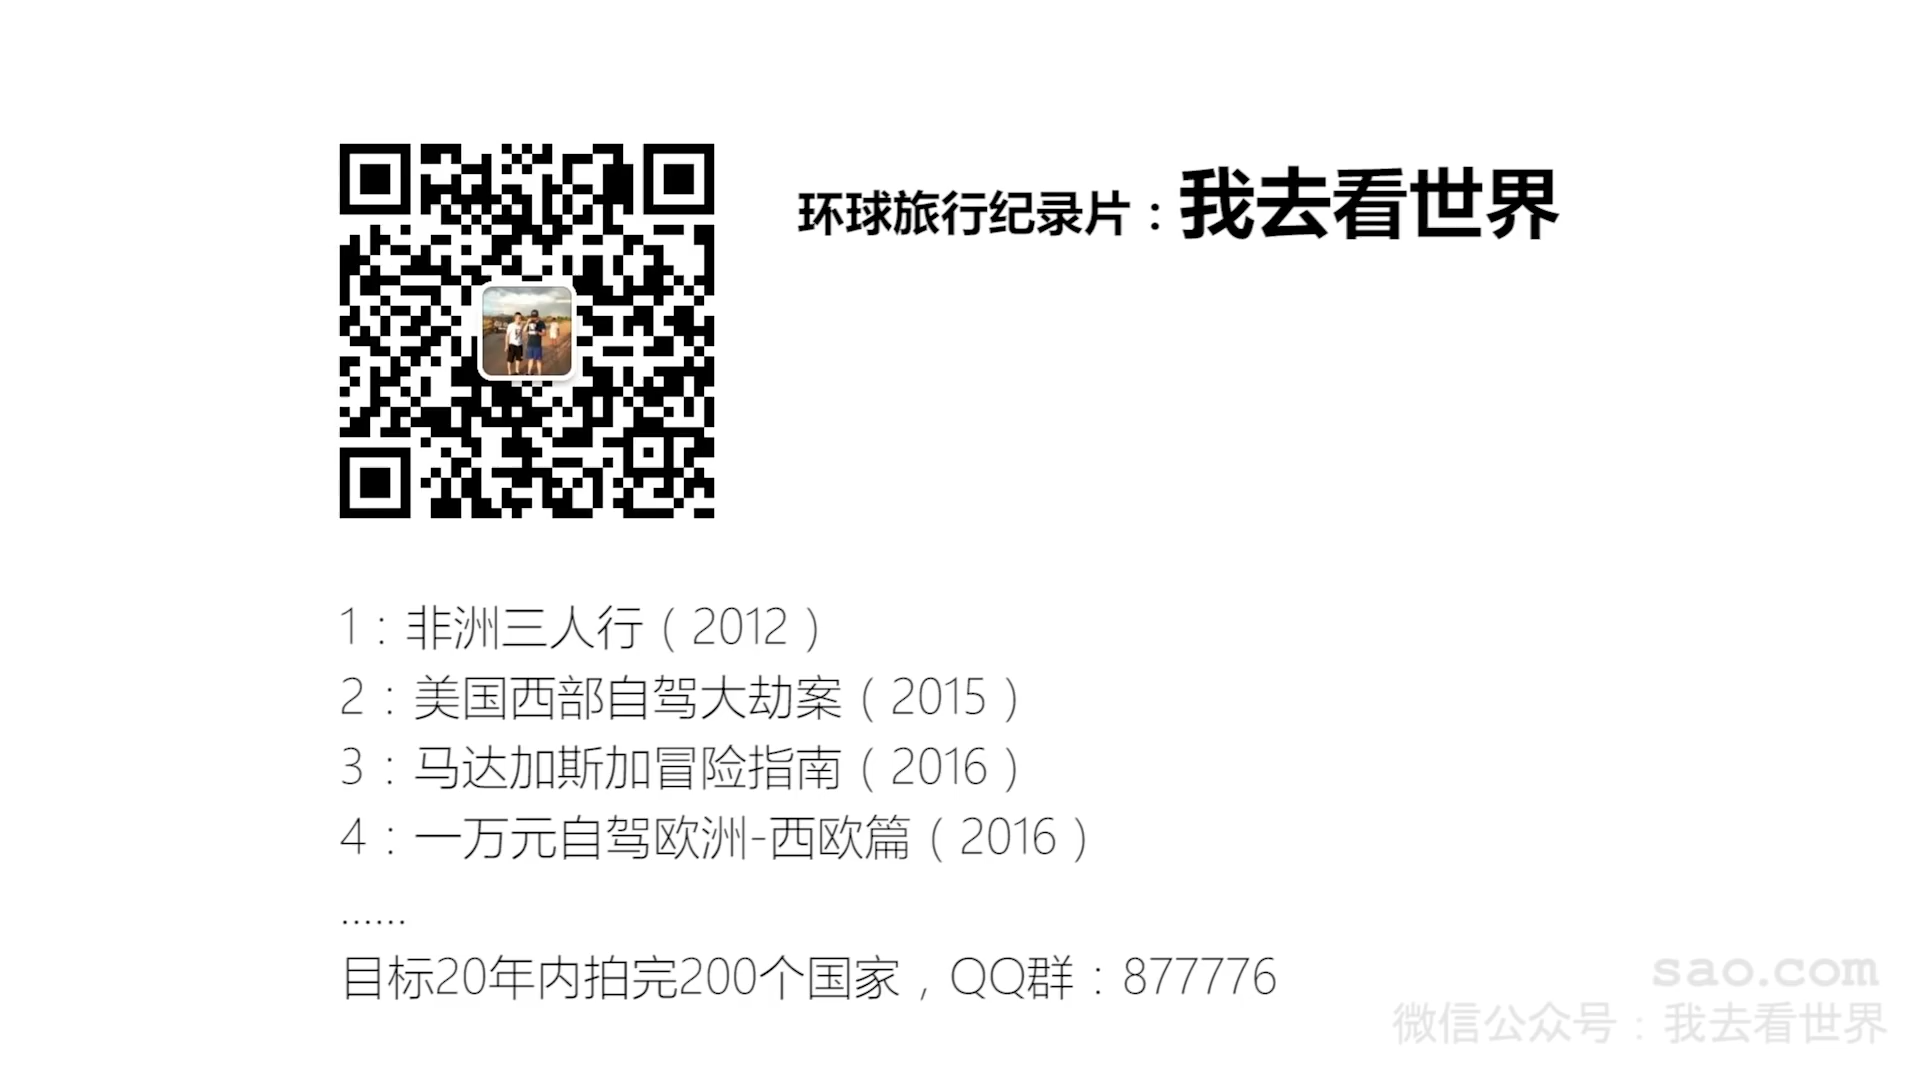 环球旅行纪录片：我去看世界
1：非洲三人行（2012）
2：美国西部自驾大劫案（2015）
3：马达加斯加冒险指南（2016）
4：一万元自驾欧洲-西欧篇（2016）
......
目标20年内拍完200个国家，QQ群：877776
sao.com
微信公众号：我去看世界